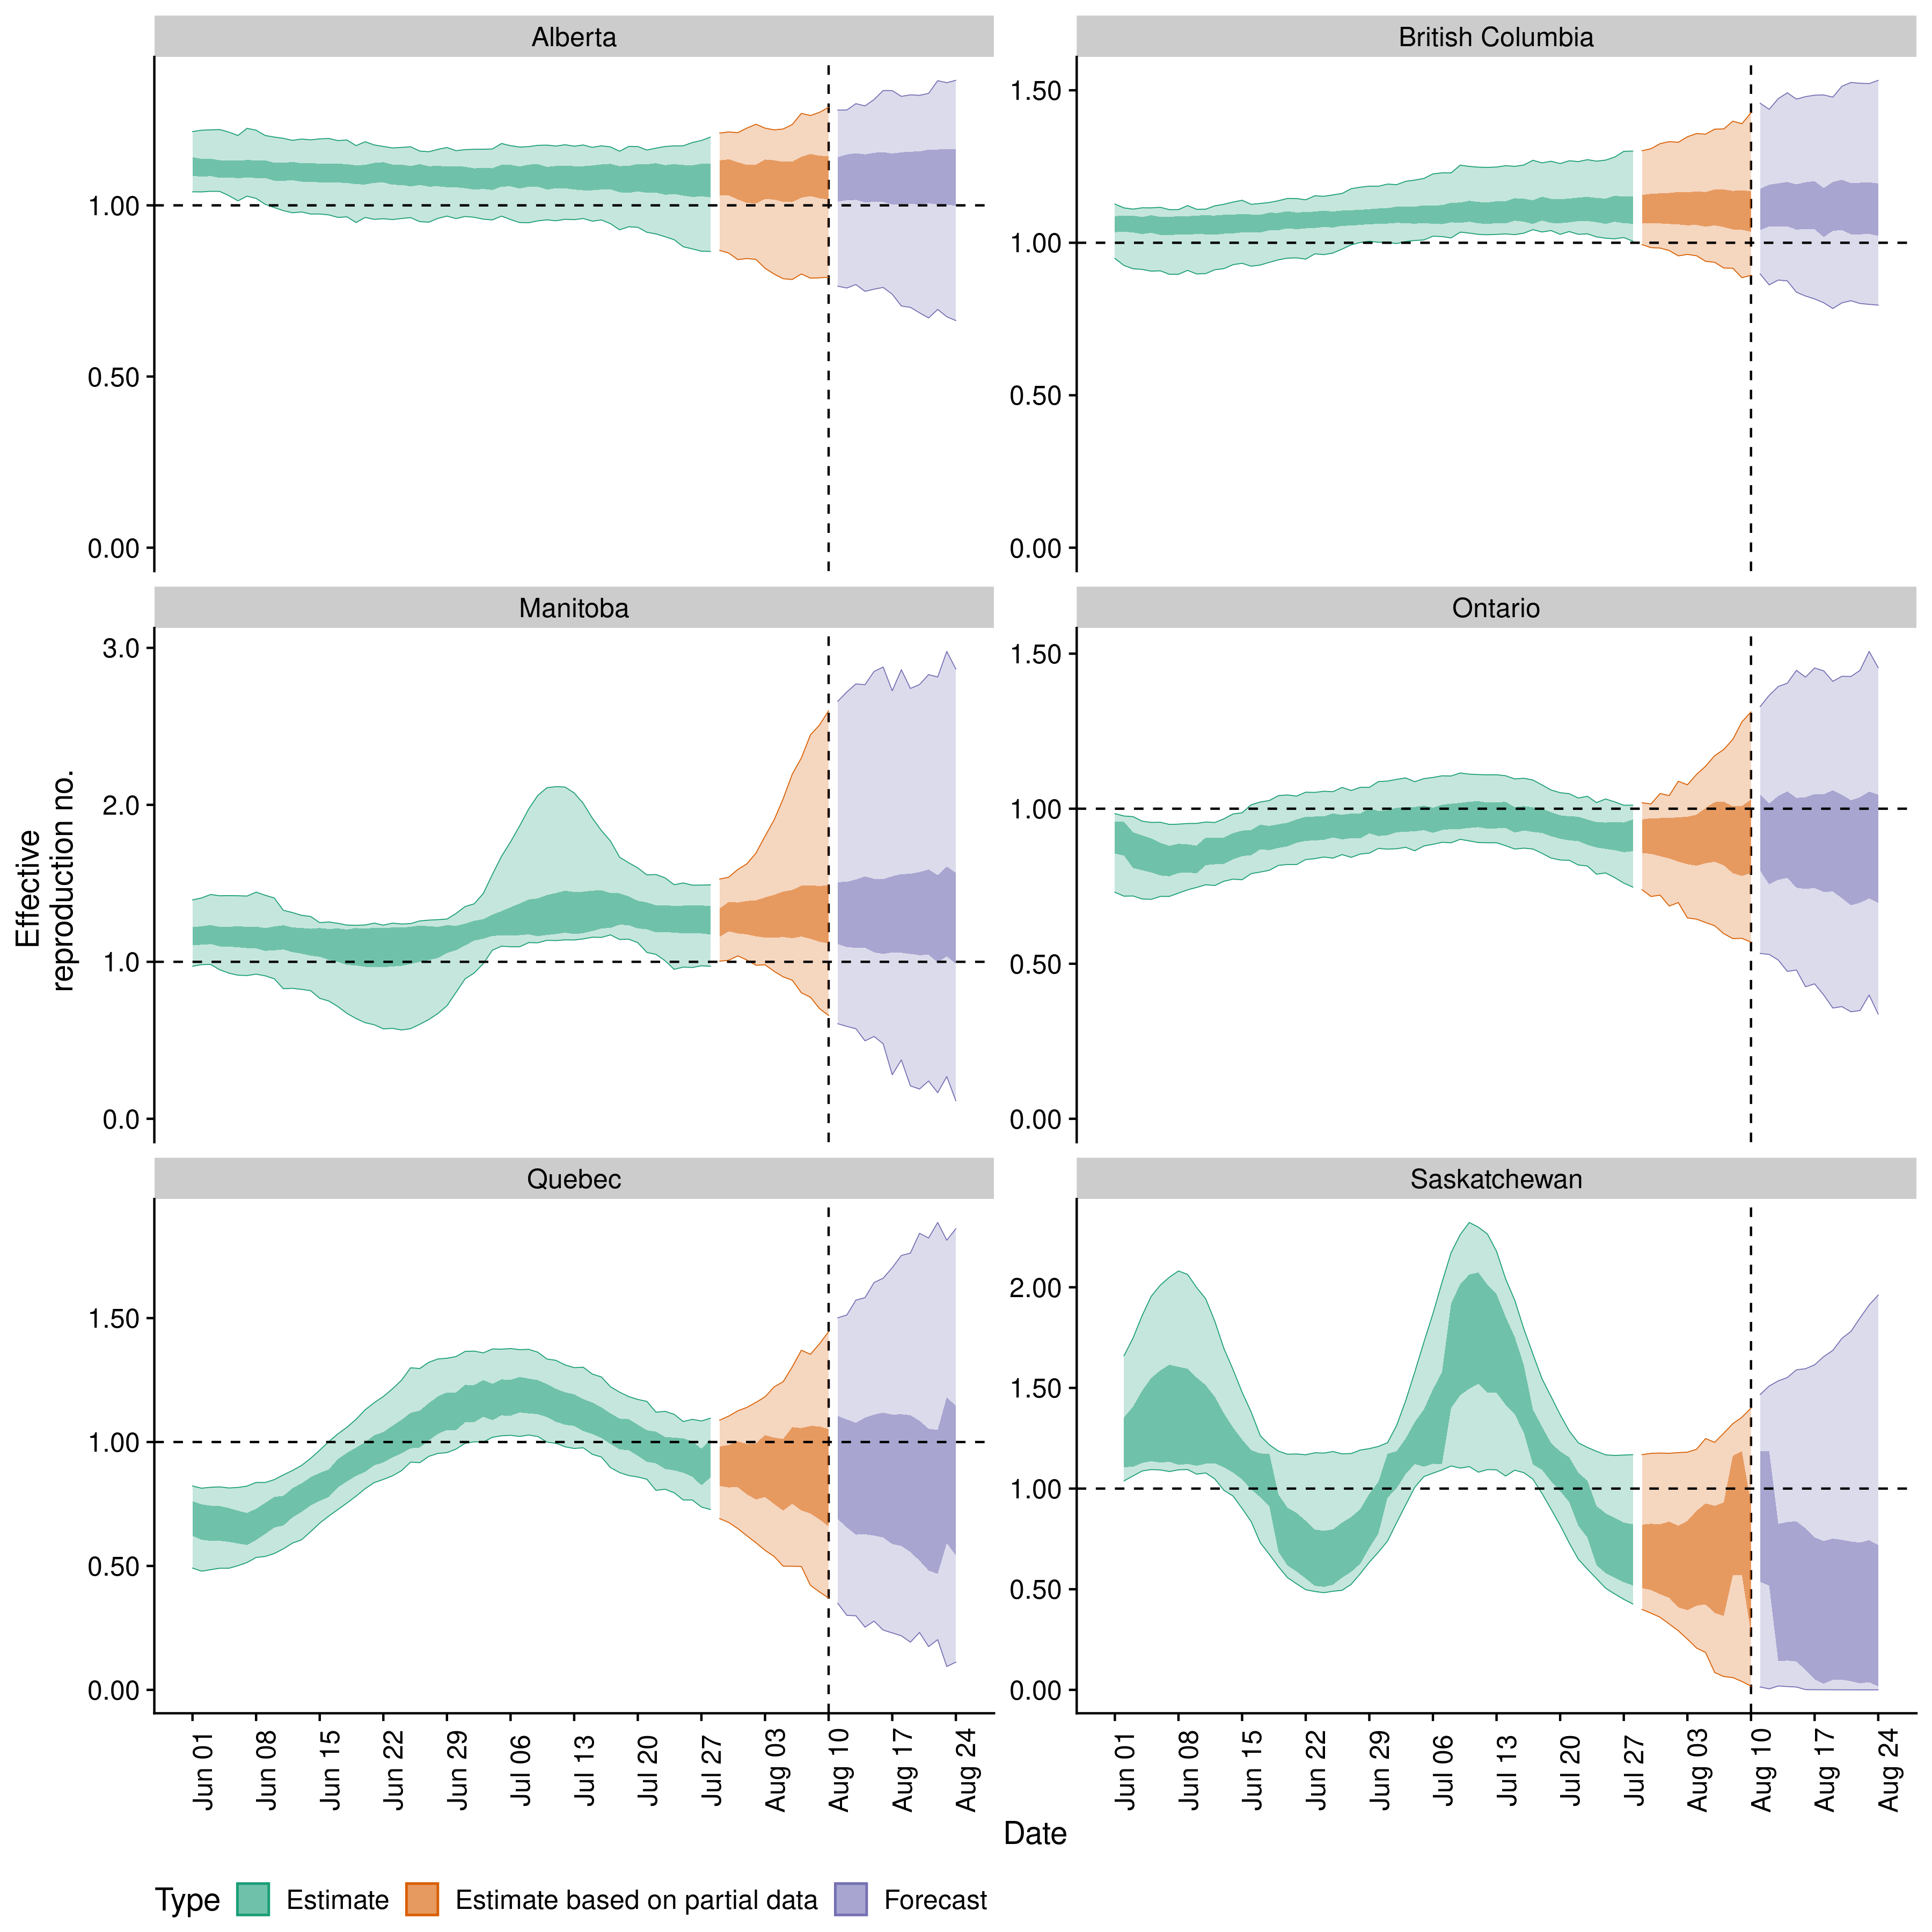 Alberta
British Columbia
1.00
0.50
0.00
1.50
1.00
0.50
0.00
Manitoba
Ontario
3.0
2.0
1.0
0.0
1.50
1.00
0.50
0.00
Effective
reproduction no.
Quebec
Saskatchewan
1.50
1.00
0.50
0.00
2.00
1.50
1.00
0.50
0.00
Jun 01
Jun 08
Jun 15
Jun 22
Jun 29
Jul 06
Jul 13
Jul 20
Jul 27
Aug 03
Aug 10
Aug 17
Aug 24
Jun 01
Jun 08
Jun 15
Jun 22
Jun 29
Jul 06
Jul 13
Jul 20
Jul 27
Aug 03
Aug 10
Aug 17
Aug 24
Date
Type Estimate Estimate based on partial data Forecast